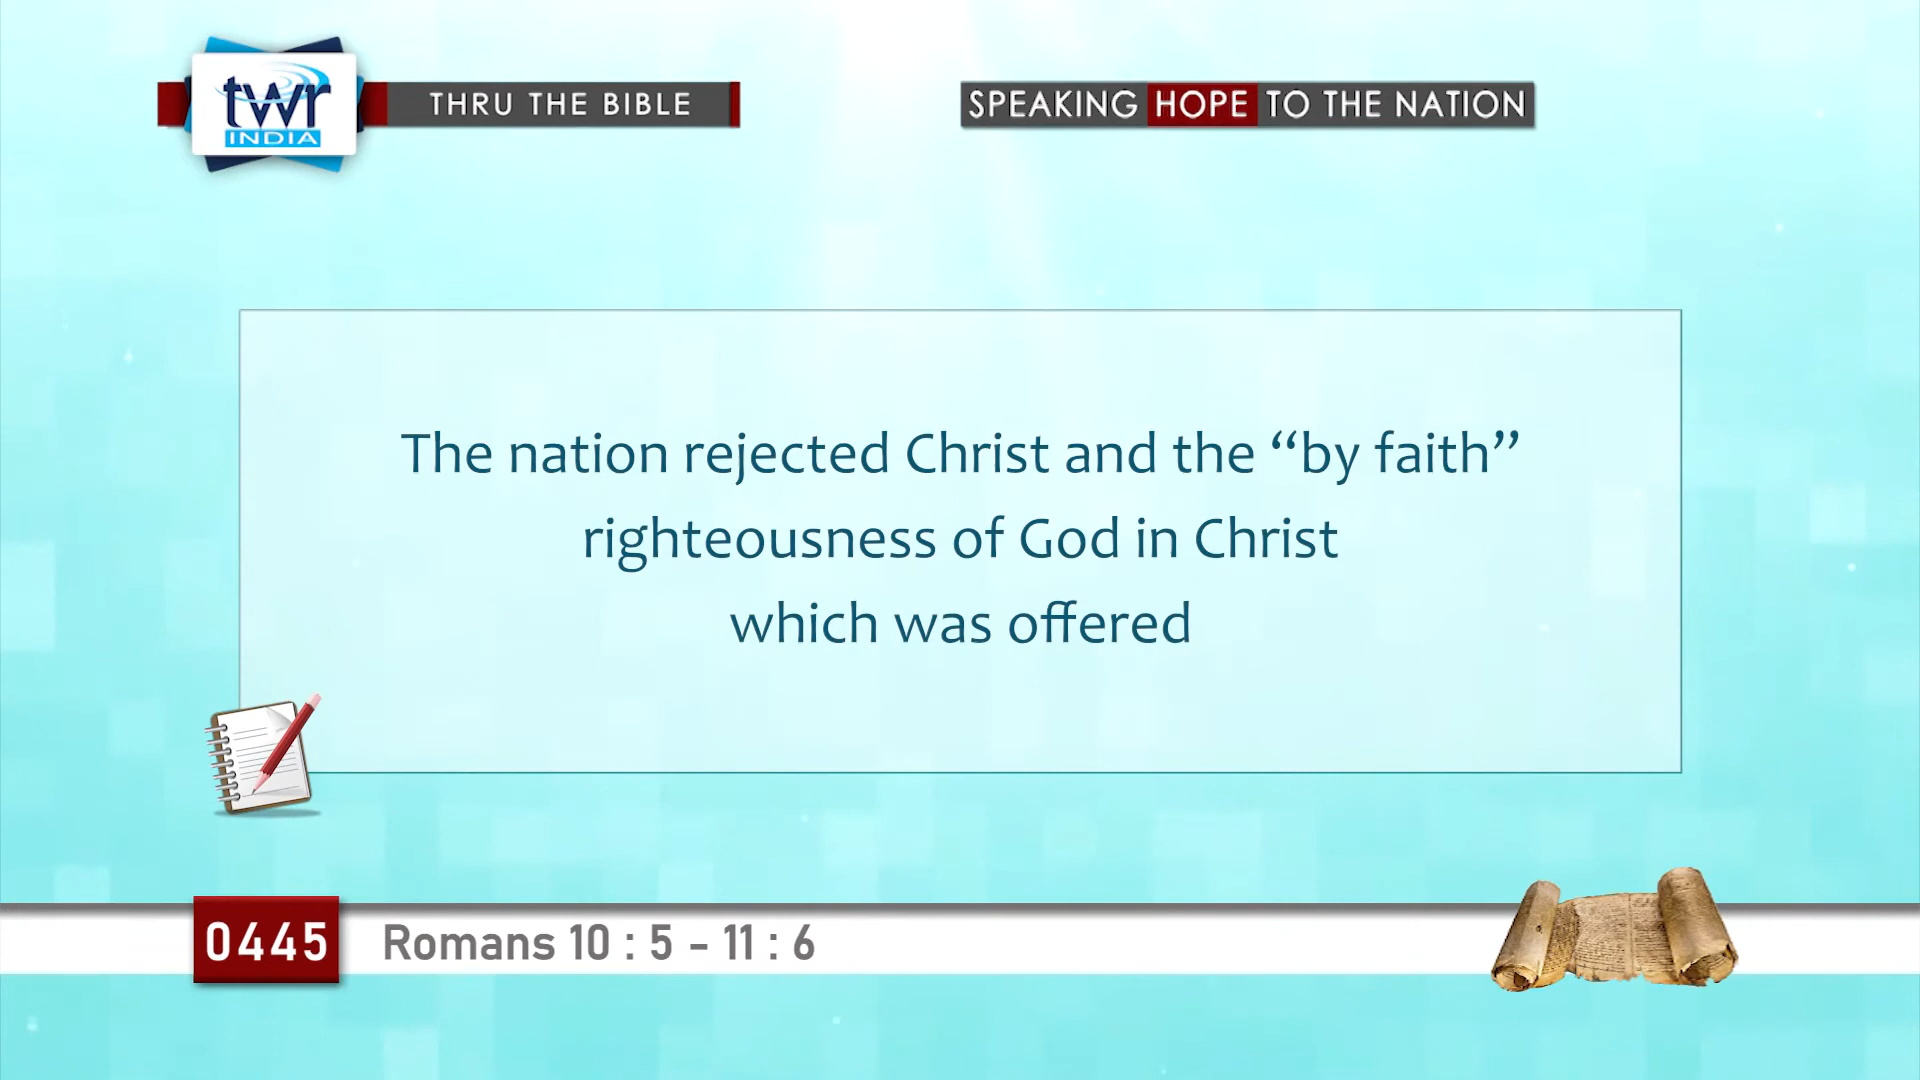 twr
INDIA
THRU THE BIBLE
SPEAKING HOPE TO THE NATION
The nation rejected Christ and the “by faith”
righteousness of God in Christ
which was offered
0445
Romans 10 : 5 - 11 : 6